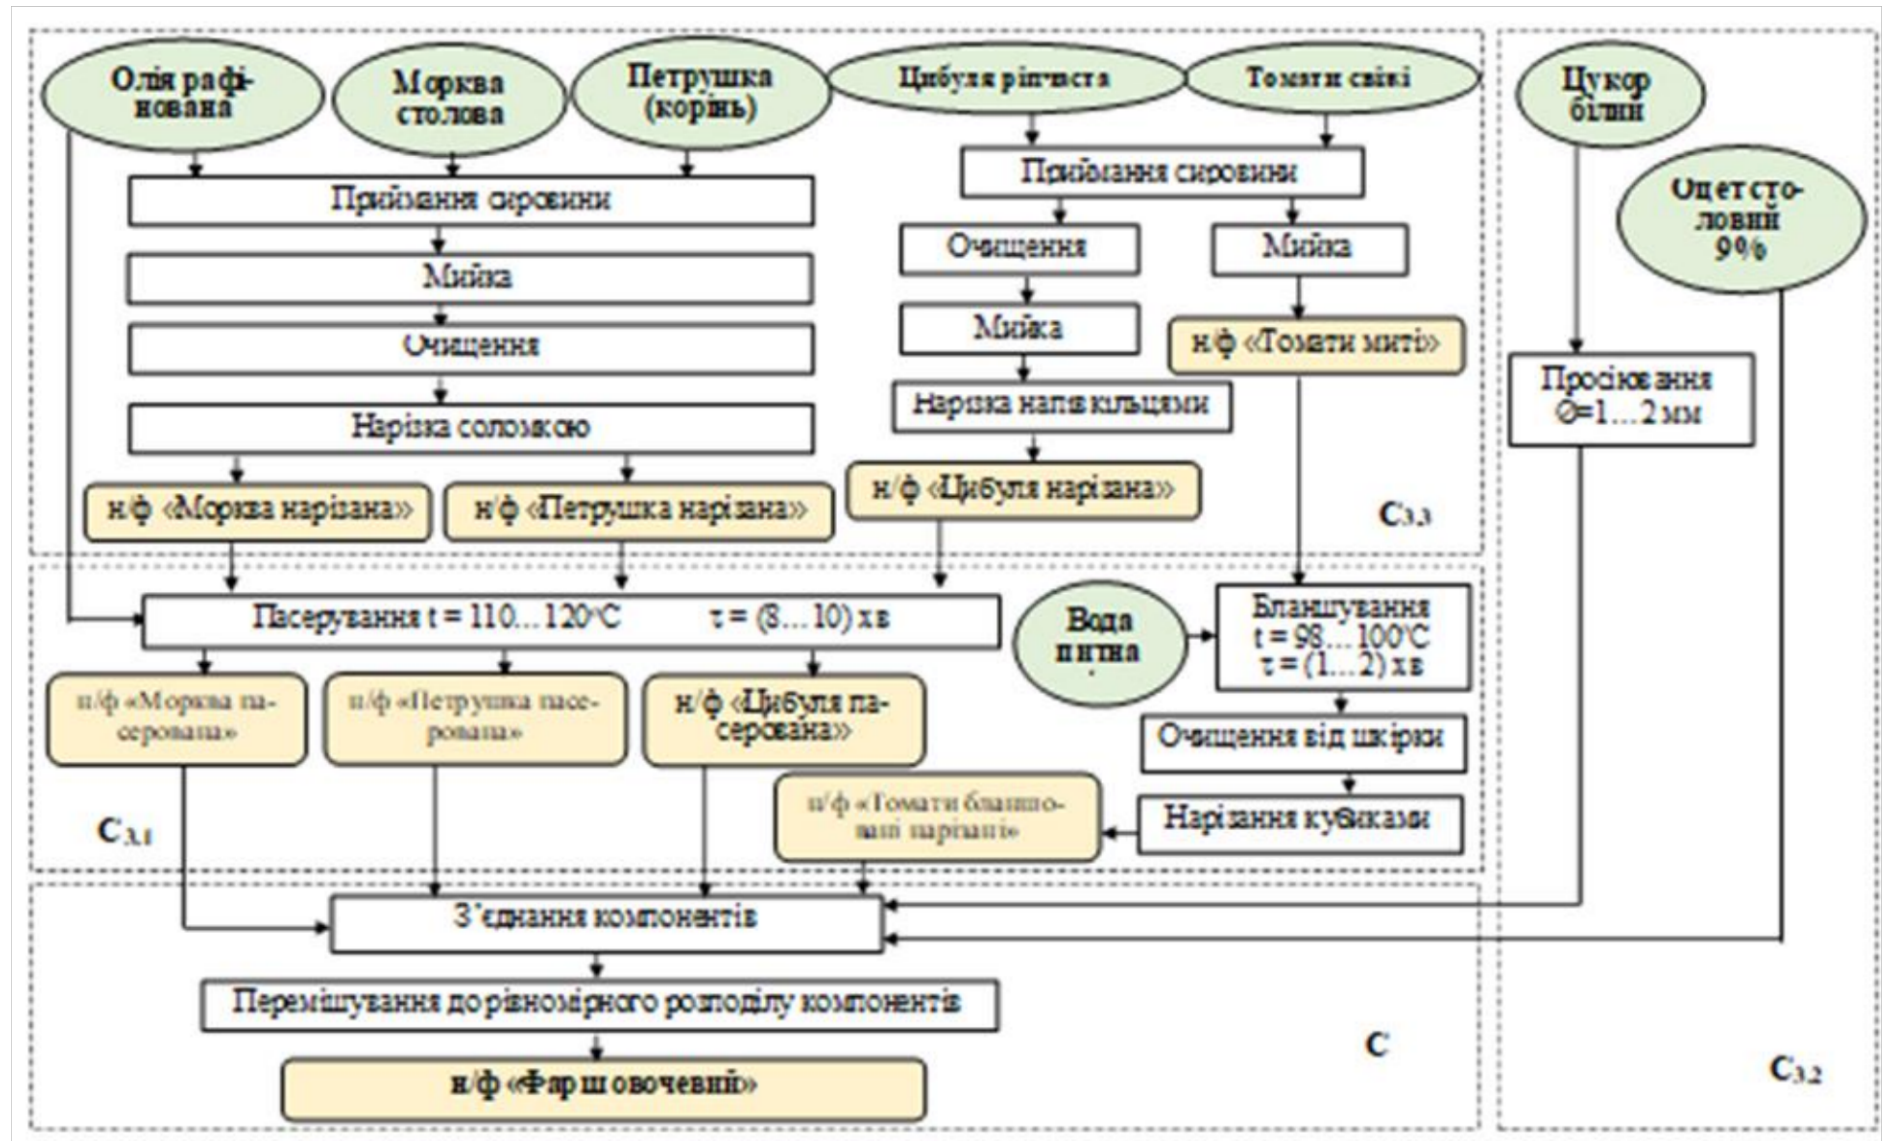 Олія рафі-
нована
Морква
столова
Петрушка
(корінь)
Цибуля ріпчаста
Томати свіжі
Цукор
білий
Оцет сто-
ловий
9%
Приймання сировини
Приймання сировини
Мийка
Очищення
Мийка
Очищення
Мийка
н/ф «Томати миті»
Просіювання
∅=1…2 мм
Нарізка соломкою
Нарізка напівкільцями
н/ф «Морква нарізана»
н/ф «Петрушка нарізана»
н/ф «Цибуля нарізана»
С3.3
Пасерування t = 110…120°С τ = (8…10) хв
Вода
питна
Бланшування
t = 98…100°С
τ = (1…2) хв
н/ф «Морква па-
серована»
н/ф «Петрушка пасе-
рована»
н/ф «Цибуля па-
серована»
Очищення від шкірки
н/ф «Томати бланшо-
вані нарізані»
Нарізання кубиками
С3.1
З’єднання компонентів
Перемішування до рівномірного розподілу компонентів
н/ф «Фарш овочевий»
С
С3.2